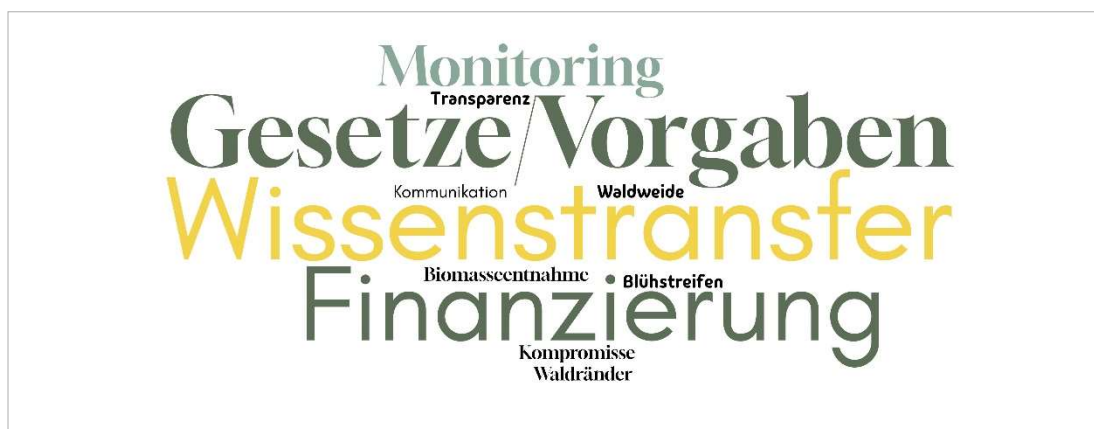 Monitoring
Transparenz
Gesetze/Vorgaben
Kommunikation Waldweide
Wissenstransfer
Biomasseentnahme Blühstreifen
Finanzierung
Kompromisse
Waldränder